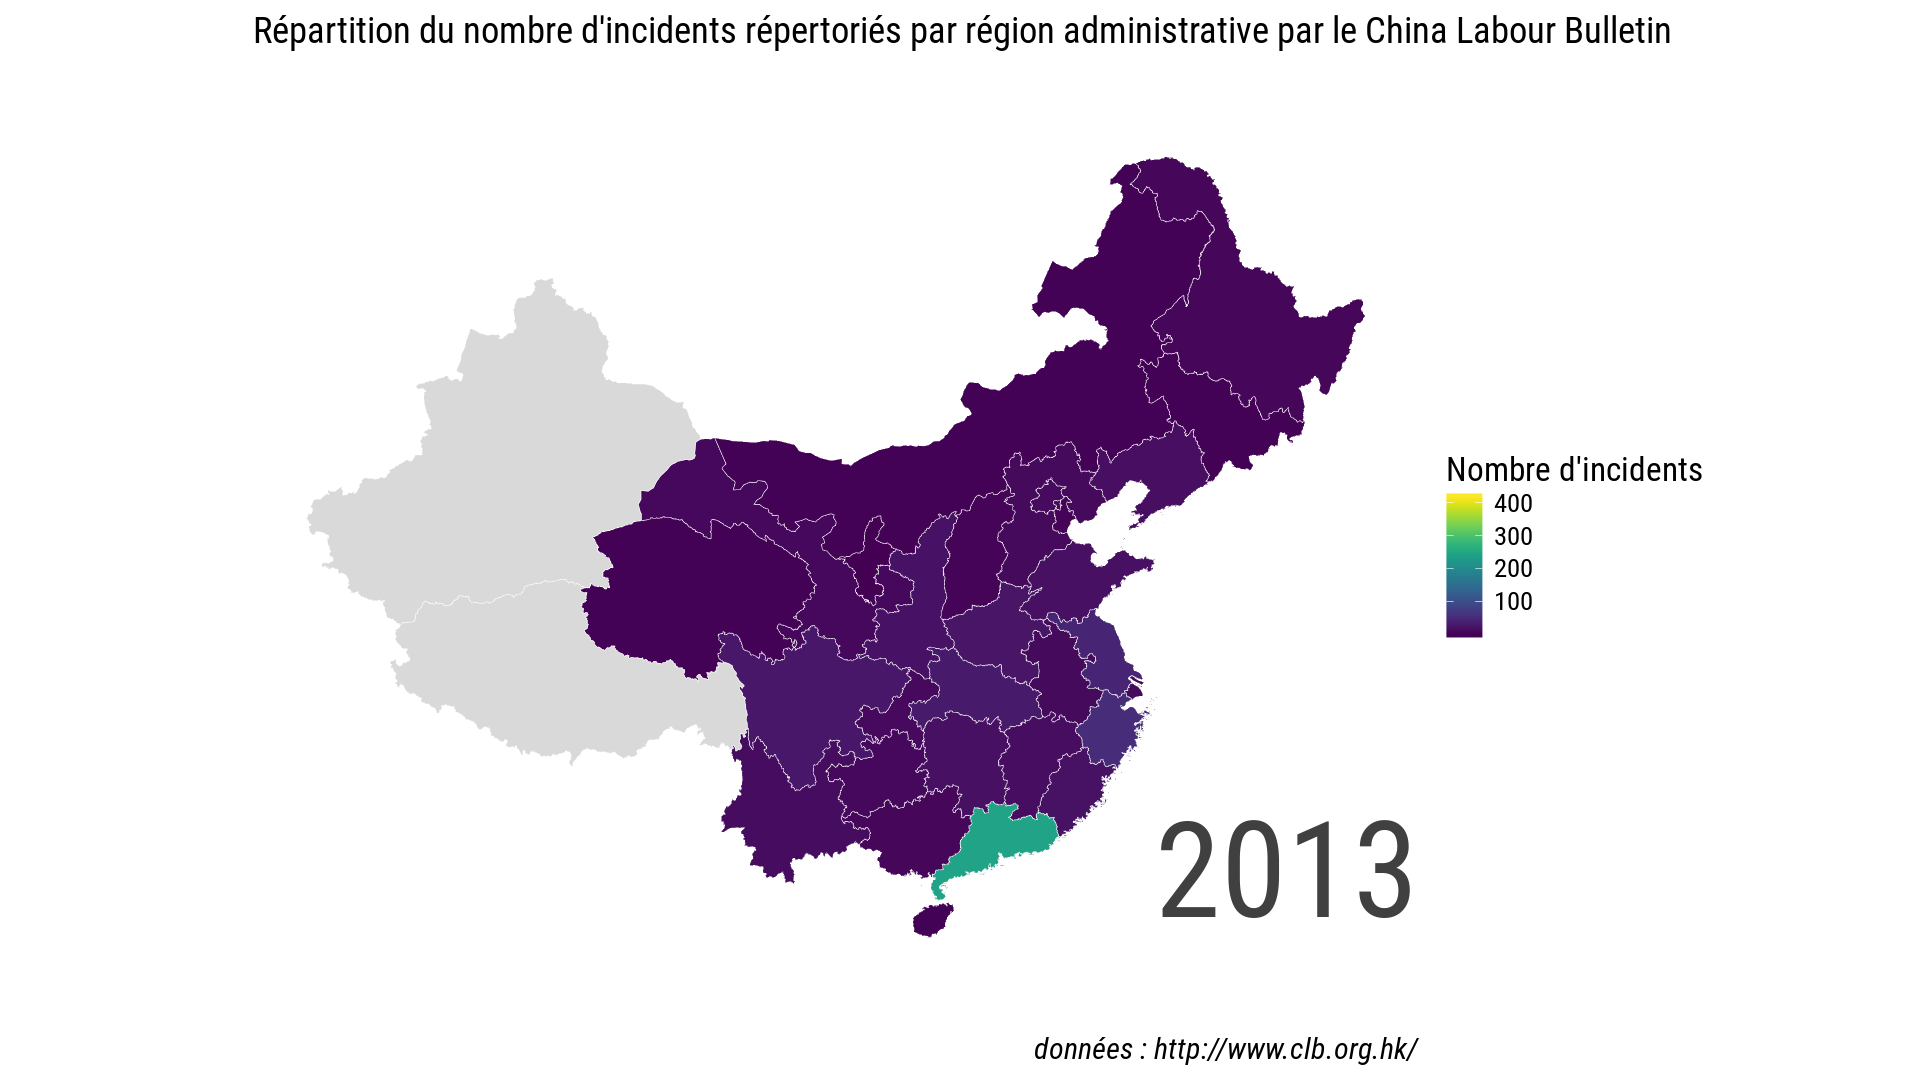 Répartition du nombre d'incidents répertoriés par région administrative par le China Labour Bulletin
Nombre d'incidents
400
300
200
100
2013
données : http://www.clb.org.hk/